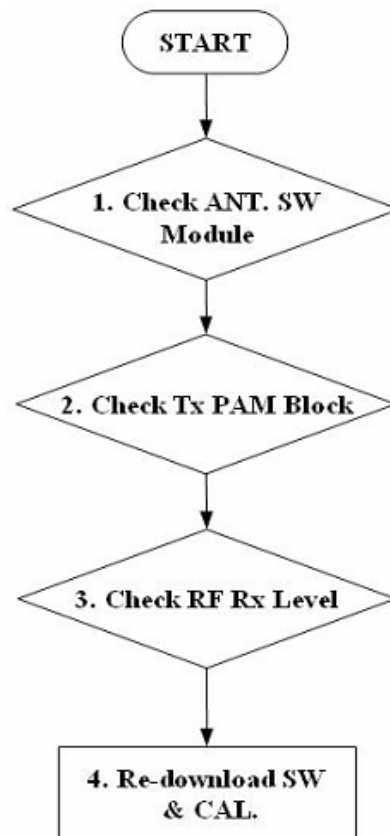 START
1. Check ANT. SW
Module
2. Check Tx PAM Block
3. Check RF Rx Level
4. Re-download SW
& CAL.